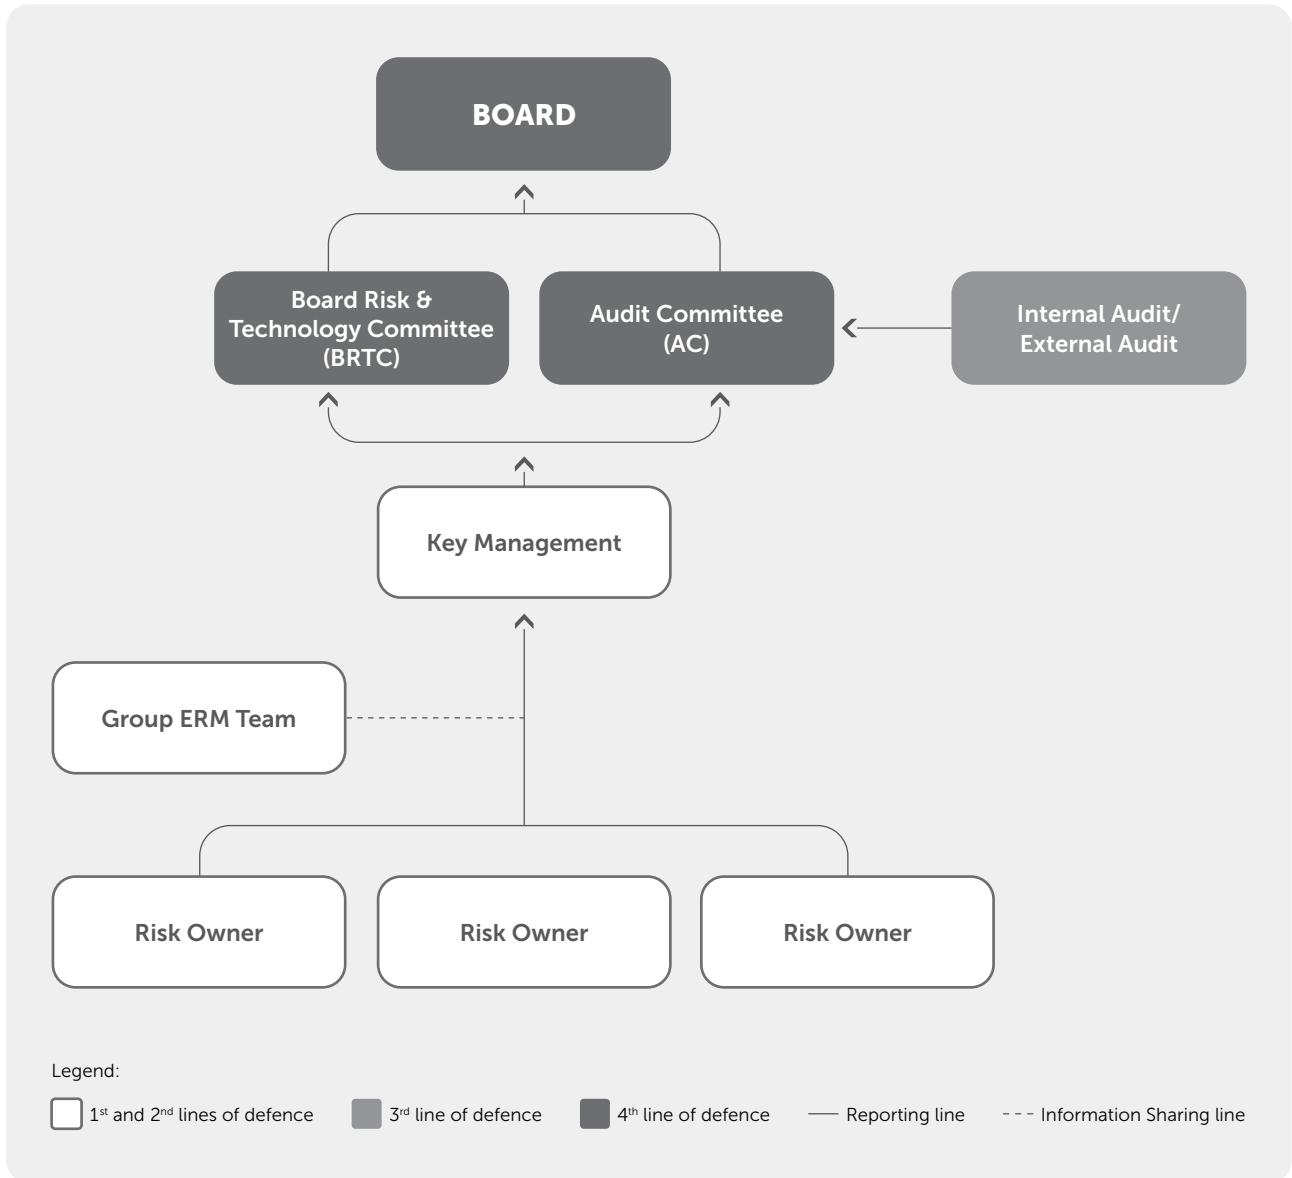 BOARD
Board Risk &
Technology Committee
(BRTC)
Audit Committee
(AC)
Internal Audit/
External Audit
Key Management
Group ERM Team
Risk Owner
Risk Owner
Risk Owner
Legend:
1st and 2nd lines of defence
3rd line of defence
4th line of defence
Reporting line
Information Sharing line